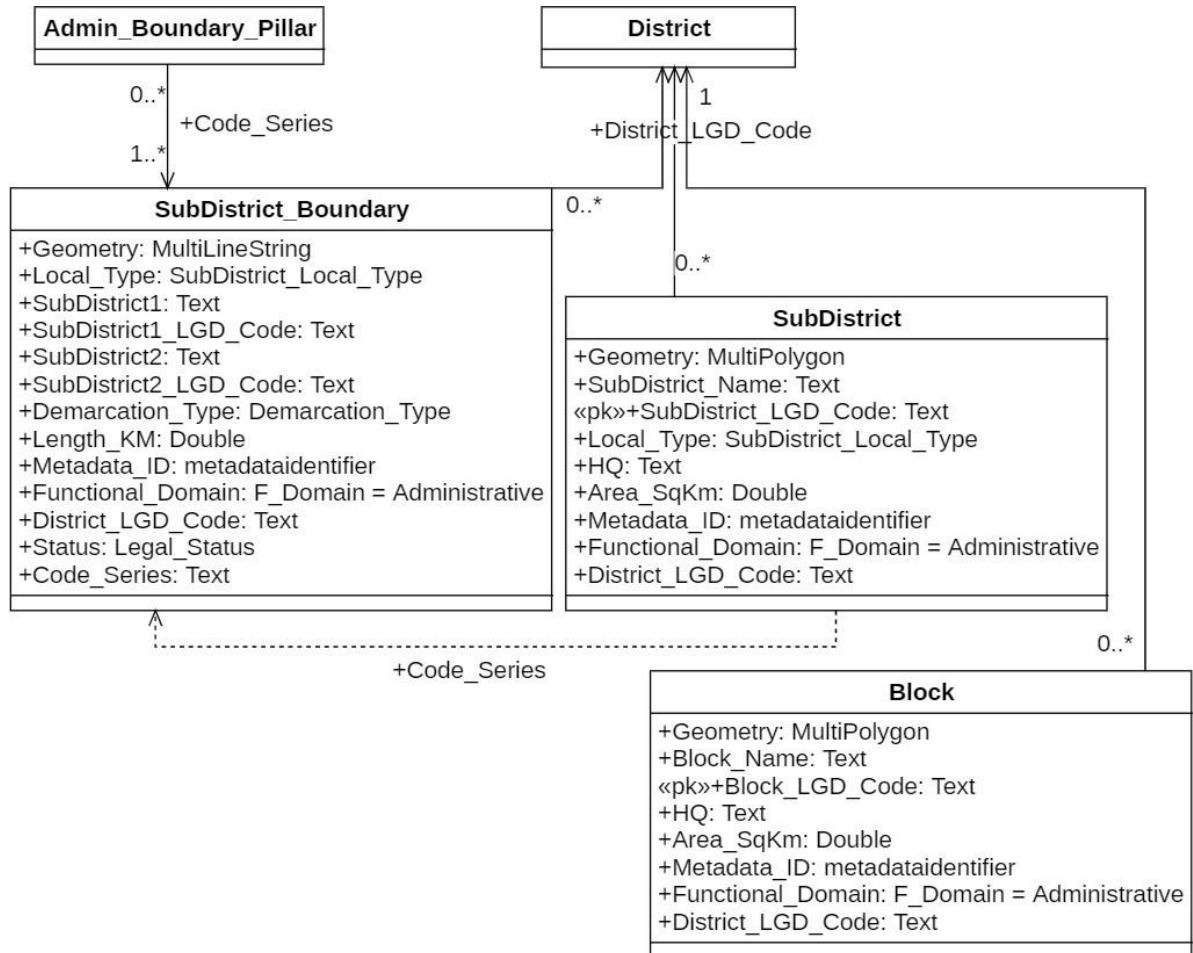 Admin_Boundary_Pillar
District
0..*
+Code_Series
1..*
1
+District_LGD_Code
0..*
0..*
SubDistrict_Boundary
+Geometry: MultiLineString
+Local_Type: SubDistrict_Local_Type
+SubDistrict1: Text
+SubDistrict1_LGD_Code: Text
+SubDistrict2: Text
+SubDistrict2_LGD_Code: Text
+Demarcation_Type: Demarcation_Type
+Length_KM: Double
+Metadata_ID: metadataidentifier
+Functional_Domain: F_Domain = Administrative
+District_LGD_Code: Text
+Status: Legal_Status
+Code_Series: Text
SubDistrict
+Geometry: MultiPolygon
+SubDistrict_Name: Text
«pk»+SubDistrict_LGD_Code: Text
+Local_Type: SubDistrict_Local_Type
+HQ: Text
+Area_SqKm: Double
+Metadata_ID: metadataidentifier
+Functional_Domain: F_Domain = Administrative
+District_LGD_Code: Text
+Code_Series
0..*
Block
+Geometry: MultiPolygon
+Block_Name: Text
«pk»+Block_LGD_Code: Text
+HQ: Text
+Area_SqKm: Double
+Metadata_ID: metadataidentifier
+Functional_Domain: F_Domain = Administrative
+District_LGD_Code: Text